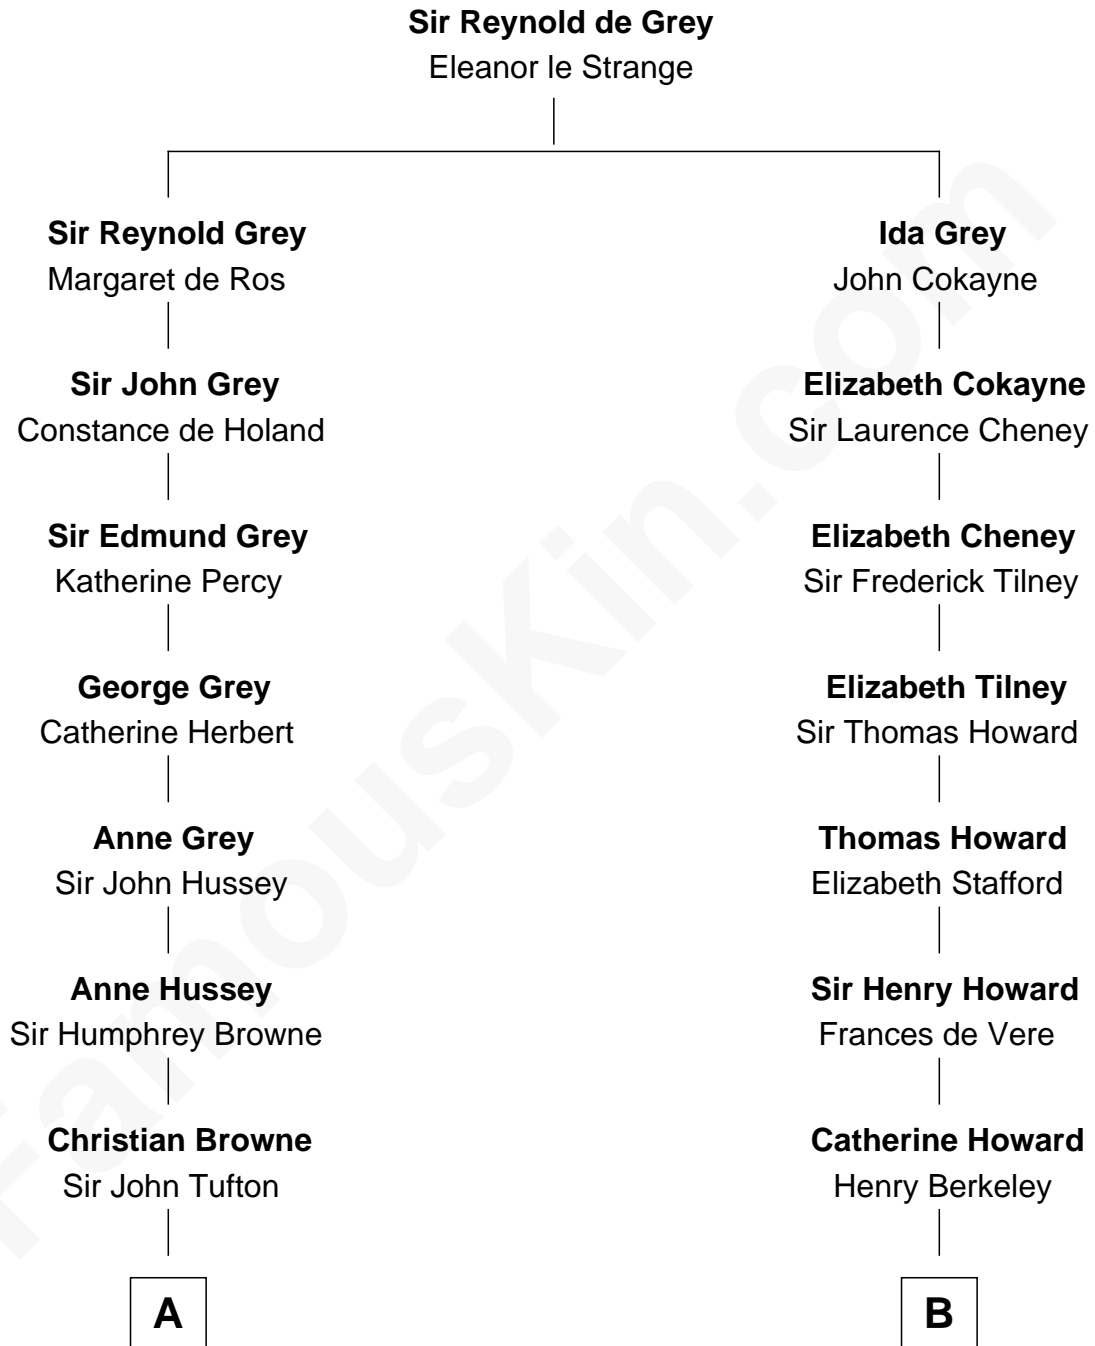 Sir Reynold de Grey
Eleanor le Strange
Sir Reynold Grey
Margaret de Ros
Ida Grey
John Cokayne
Sir John Grey
Constance de Holand
Elizabeth Cokayne
Sir Laurence Cheney
Sir Edmund Grey
Katherine Percy
Elizabeth Cheney
Sir Frederick Tilney
George Grey
Catherine Herbert
Elizabeth Tilney
Sir Thomas Howard
Anne Grey
Sir John Hussey
Thomas Howard
Elizabeth Stafford
Anne Hussey
Sir Humphrey Browne
Sir Henry Howard
Frances de Vere
Christian Browne
Sir John Tufton
Catherine Howard
Henry Berkeley
A
B
FamousKin.com